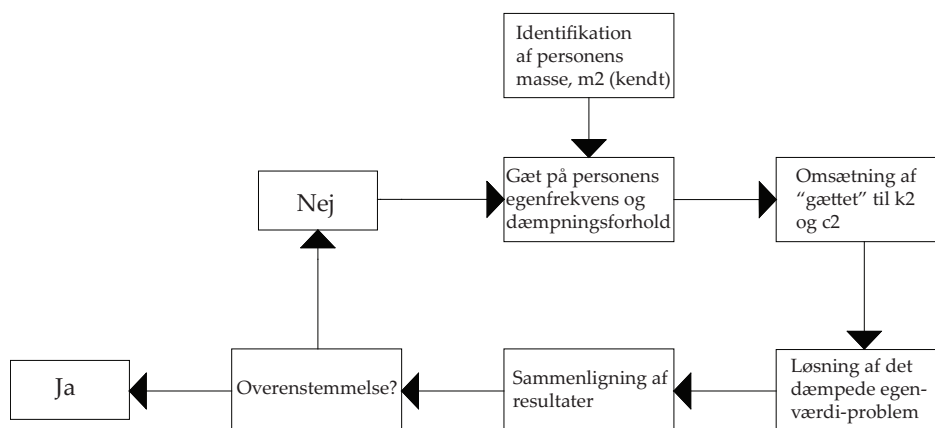 Identifikation
af personens
masse, m2 (kendt)
Nej
Gæt på personens
egenfrekvens og
dæmpningsforhold
Omsætning af
“gættet” til k2
og c2
Ja
Overenstemmelse?
Sammenligning af
resultater
Løsning af det
dæmpede egen-
værdi-problem